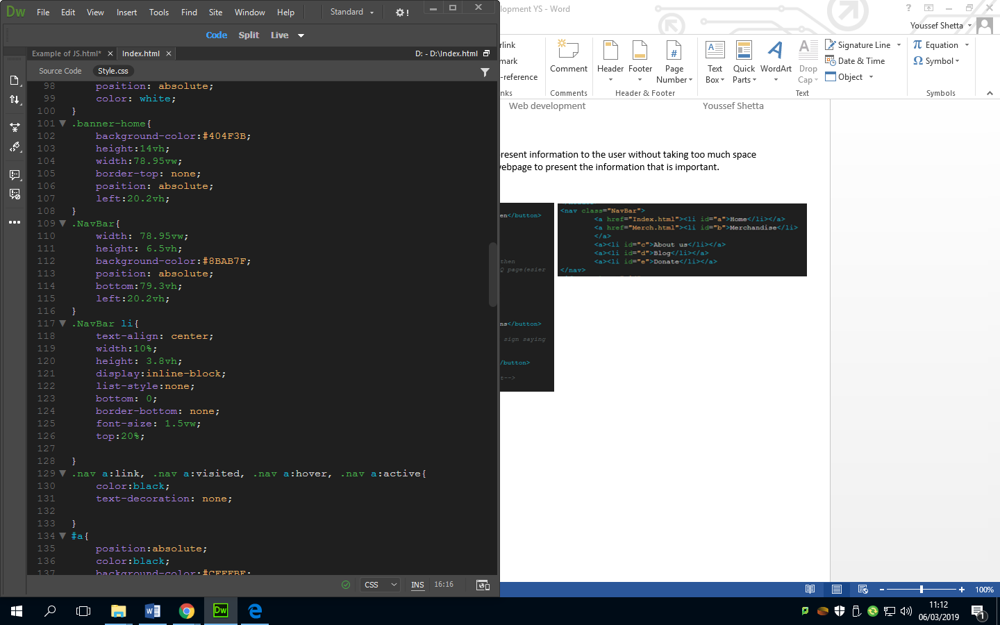 Dw File Edit View Insert Tools Find Site Window Help Standard !
Code Split Live
Example of JS.html* Index.html D: - D:\Index.html
Source Code Style.css
98 position: absolute;
99 color: white;
100 }
101 .banner-home{
102 background-color:#404F3B;
103 height:14vh;
104 width:78.95vw;
105 border-top: none;
106 position: absolute;
107 left:20.2vh;
108 }
109 .NavBar{
110 width: 78.95vw;
111 height: 6.5vh;
112 background-color:#8BAB7F;
113 position: absolute;
114 bottom:79.3vh;
115 left:20.2vh;
116 }
117 .NavBar li{
118 text-align: center;
119 width:10%;
120 height: 3.8vh;
121 display:inline-block;
122 list-style:none;
123 bottom: 0;
124 border-bottom: none;
125 font-size: 1.5vw;
126 top:20%;
127
128 }
129 .nav a:link, .nav a:visited, .nav a:hover, .nav a:active{
130 color:black;
131 text-decoration: none;
132
133 }
134 #a{
135 position:absolute;
136 color:black;
137 background-color:
CSS INS 16:16
lopment YS - Word
?
Youssef Shetta
rlink
mark
-reference
nks
Comment
Comments
Header Footer Page Number
Header & Footer
Text Box Quick Parts WordArt Drop Cap
Signature Line
Date & Time
Object
Text
Equation
Symbol
Symbols
Web development Youssef Shetta
resent information to the user without taking too much space
webpage to present the information that is important.
en</button>
then
Q page(esier
ns</button>
sign saying
/button>
t-->
<nav class="NavBar">
<a href="Index.html"><li id="a">Home</li></a>
<a href="Merch.html"><li id="b">Merchandise</li>
</a>
<a><li id="c">About us</li></a>
<a><li id="d">Blog</li></a>
<a><li id="e">Donate</li></a>
</nav>
100%
W Dw
11:12
06/03/2019
1